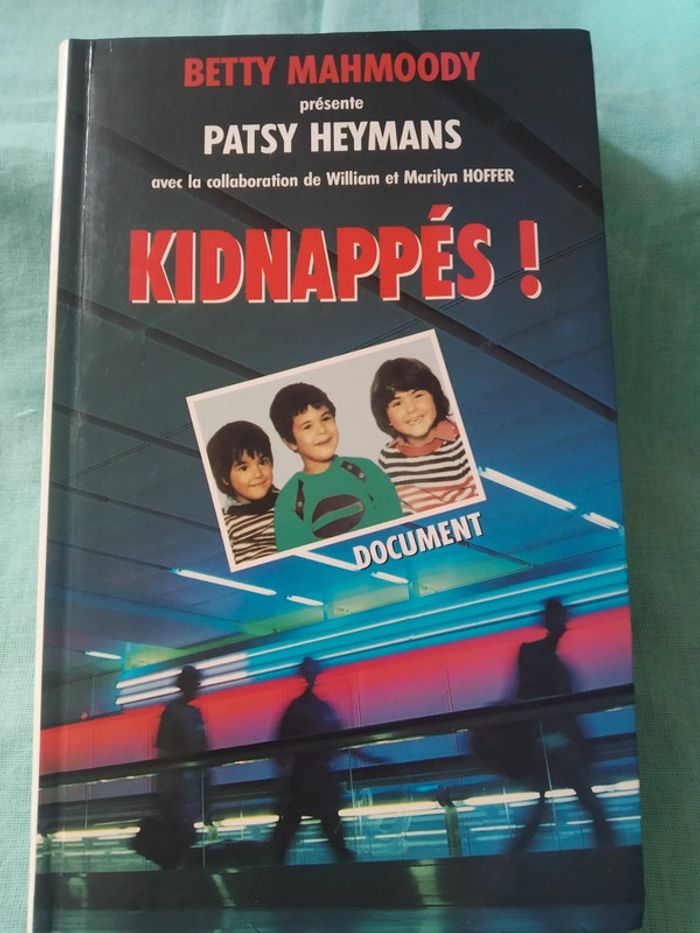 BETTY MAHMOODY
présente
PATSY HEYMANS
avec la collaboration de William et Marilyn HOFFER
KIDNAPPÉS !
DOCUMENT